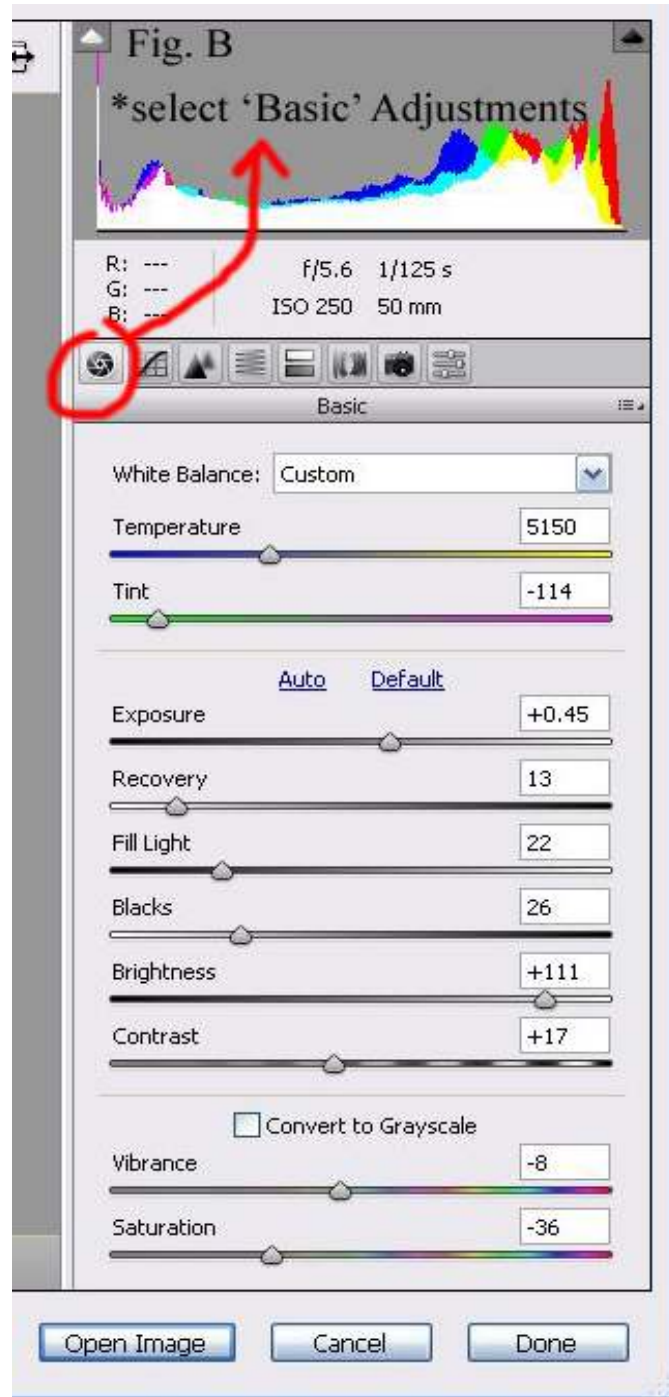 Fig. B
*select ‘Basic’ Adjustments
R: ---
G: ---
B: ---
f/5.6 1/125 s
ISO 250 50 mm
Basic
White Balance: Custom
Temperature 5150
Tint -114
Auto Default
Exposure +0.45
Recovery 13
Fill Light 22
Blacks 26
Brightness +111
Contrast +17
Convert to Grayscale
Vibrance -8
Saturation -36
Open Image Cancel Done